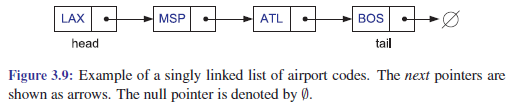 LAX MSP ATL BOS ∅
head tail
Figure 3.9: Example of a singly linked list of airport codes. The next pointers are
shown as arrows. The null pointer is denoted by ∅.